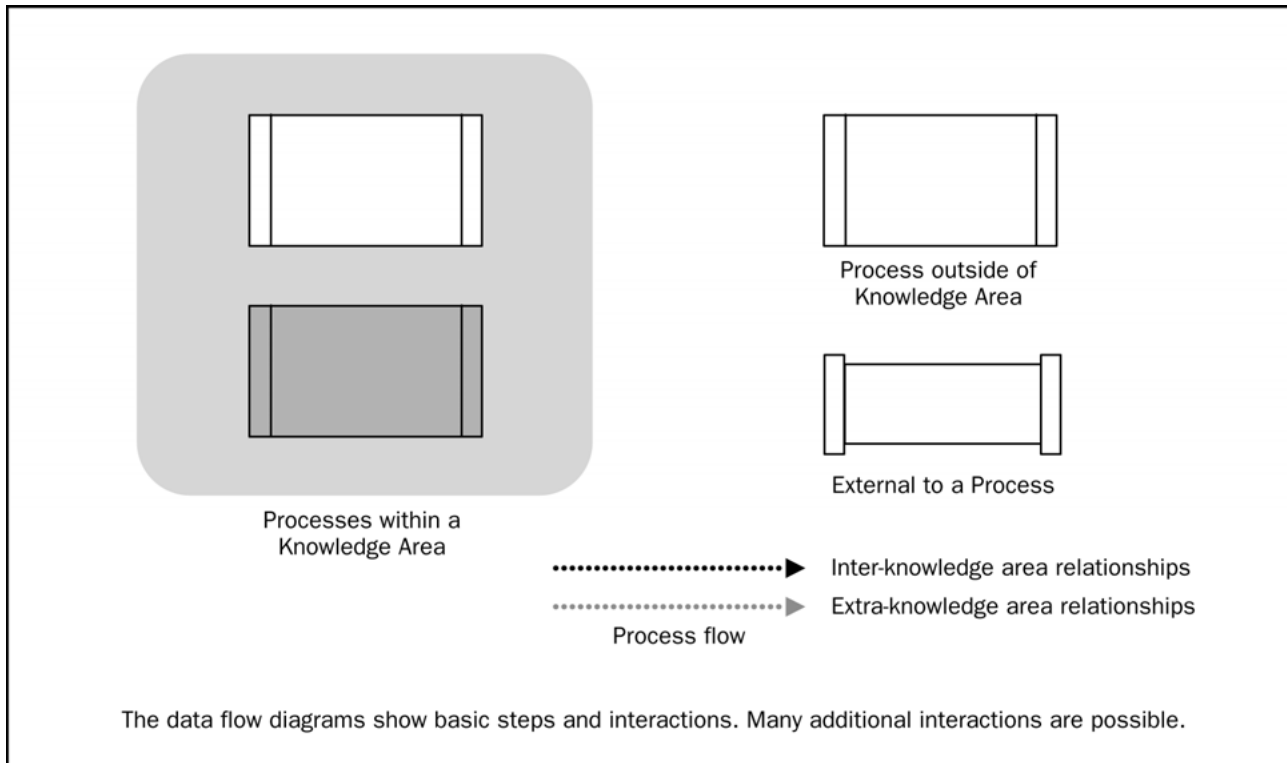 Process outside of
Knowledge Area
External to a Process
Processes within a
Knowledge Area
Inter-knowledge area relationships
Extra-knowledge area relationships
Process flow
The data flow diagrams show basic steps and interactions. Many additional interactions are possible.